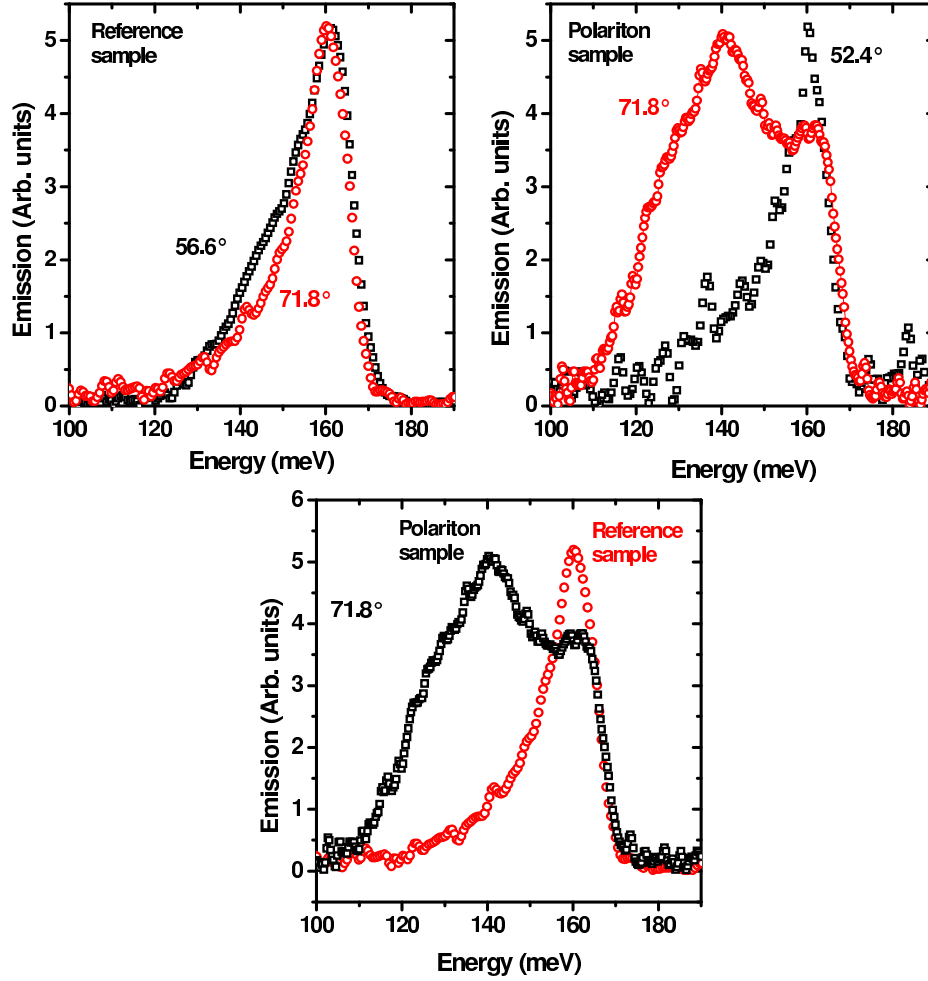 Reference
sample
56.6°
71.8°
5
4
3
2
1
0
100 120 140 160 180
Energy (meV)
Emission (Arb. units)
Polariton
sample
52.4°
71.8°
5
4
3
2
1
0
100 120 140 160 180
Energy (meV)
Emission (Arb. units)
Polariton
sample
Reference
sample
71.8°
6
5
4
3
2
1
0
100 120 140 160 180
Energy (meV)
Emission (Arb. units)